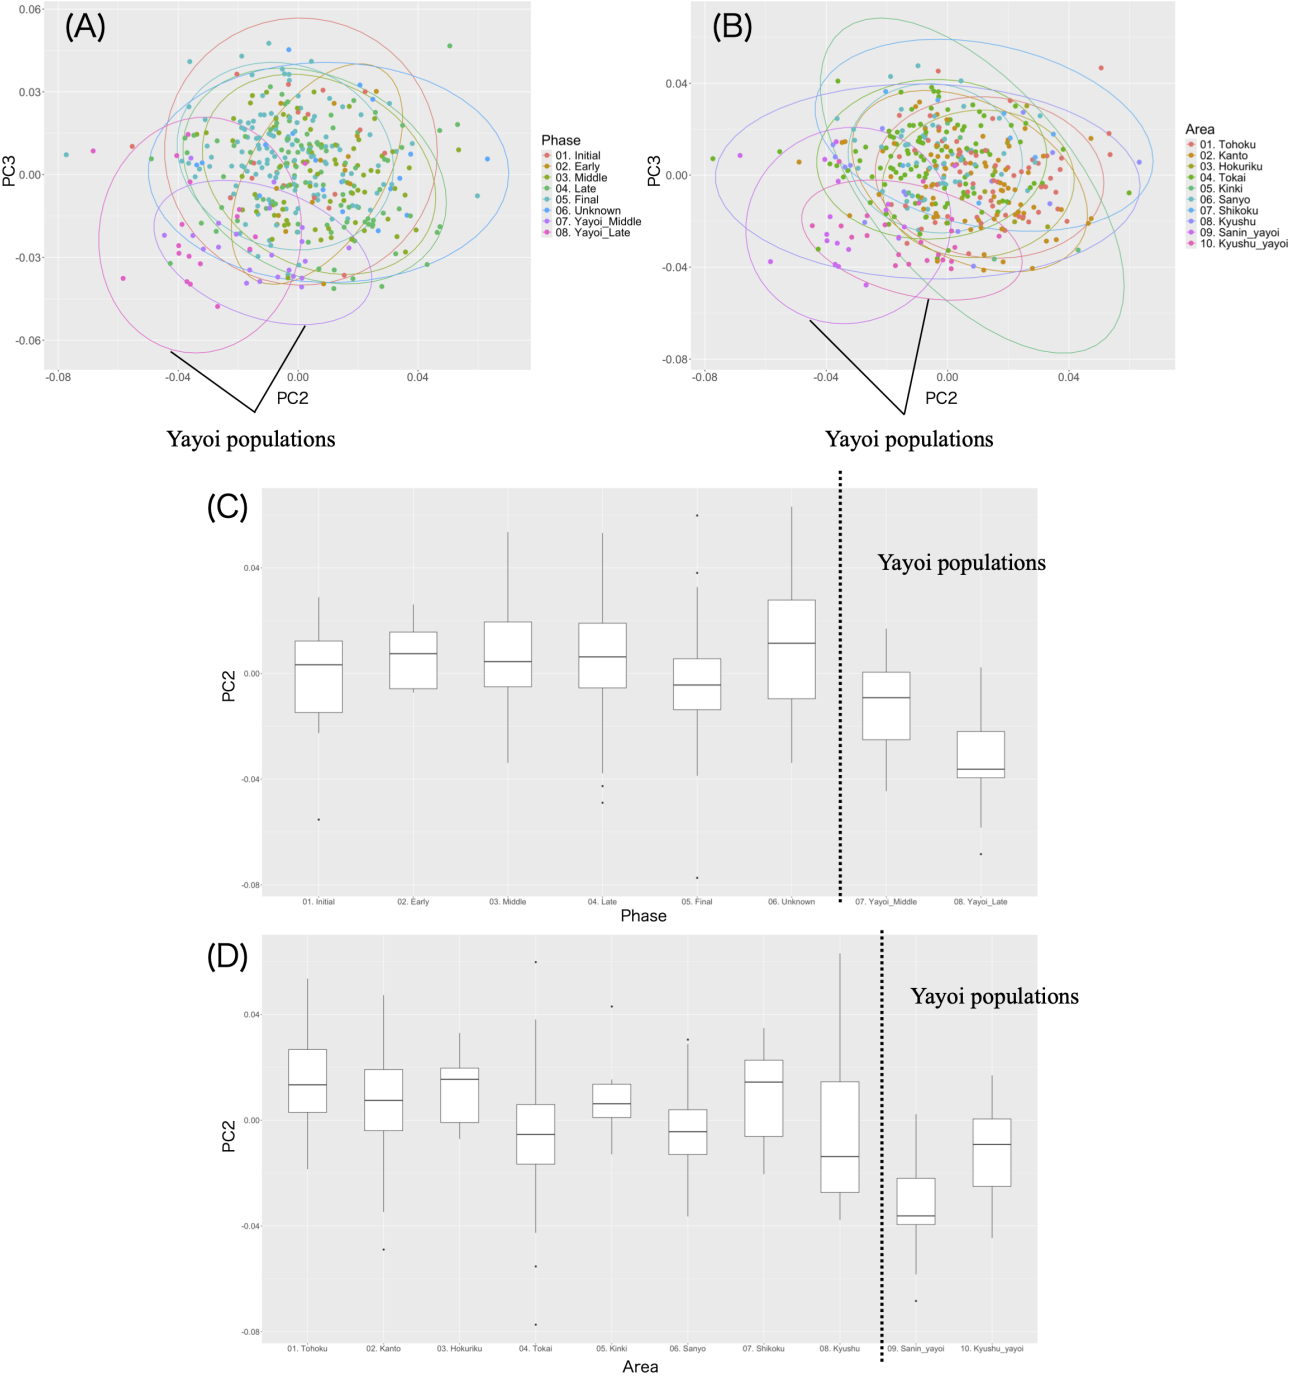 (A)
0.06
0.03
0.00
-0.03
-0.06
PC3
-0.08
-0.04
0.00
0.04
PC2
Phase
01. Initial
02. Early
03. Middle
04. Late
05. Final
06. Unknown
07. Yayoi_Middle
08. Yayoi_Late
Yayoi populations
(B)
0.04
0.00
-0.04
-0.08
PC3
-0.08
-0.04
0.00
0.04
PC2
Area
01. Tohoku
02. Kanto
03. Hokuriku
04. Tokai
05. Kinki
06. Sanyo
07. Shikoku
08. Kyushu
09. Sanin_yayoi
10. Kyushu_yayoi
Yayoi populations
(C)
Yayoi populations
0.04
0.00
-0.04
-0.08
PC2
01. Initial
02. Early
03. Middle
04. Late
05. Final
06. Unknown
07. Yayoi_Middle
08. Yayoi_Late
Phase
(D)
Yayoi populations
0.04
0.00
-0.04
-0.08
PC2
01. Tohoku
02. Kanto
03. Hokuriku
04. Tokai
05. Kinki
06. Sanyo
07. Shikoku
08. Kyushu
09. Sanin_yayoi
10. Kyushu_yayoi
Area